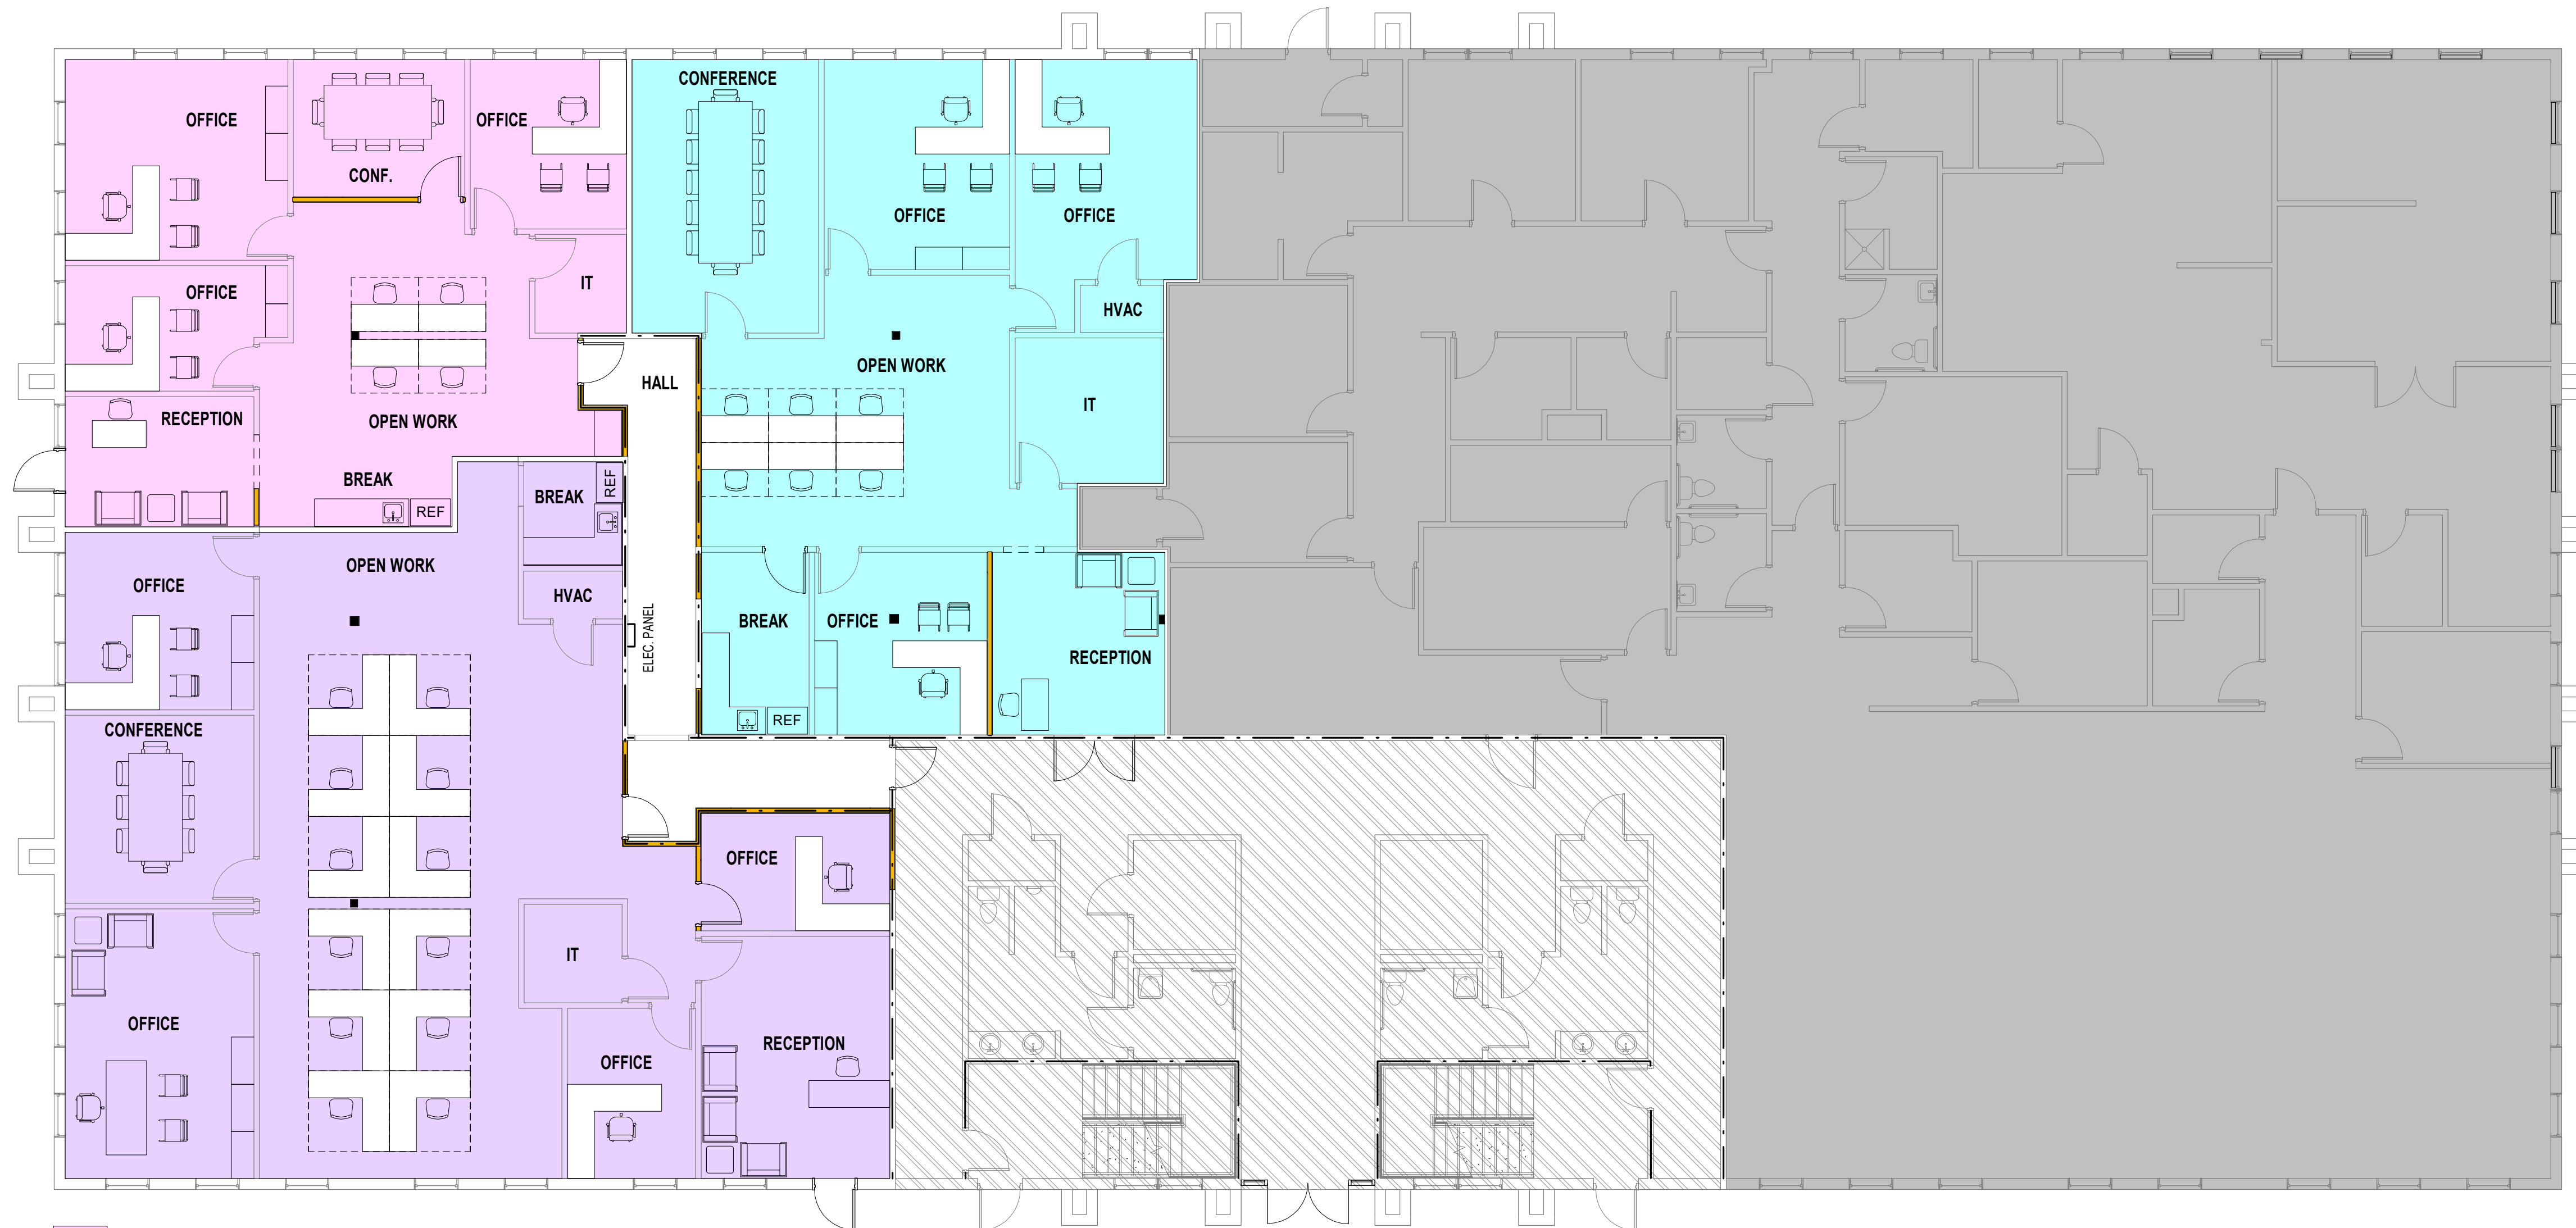 CONFERENCE
OFFICE
OFFICE
CONF.
OFFICE
OFFICE
OFFICE
IT
HVAC
HALL
OPEN WORK
IT
RECEPTION
OPEN WORK
BREAK
REF
BREAK
REF
OPEN WORK
OFFICE
HVAC
ELEC. PANEL
BREAK
OFFICE
RECEPTION
REF
CONFERENCE
OFFICE
IT
OFFICE
OFFICE
RECEPTION